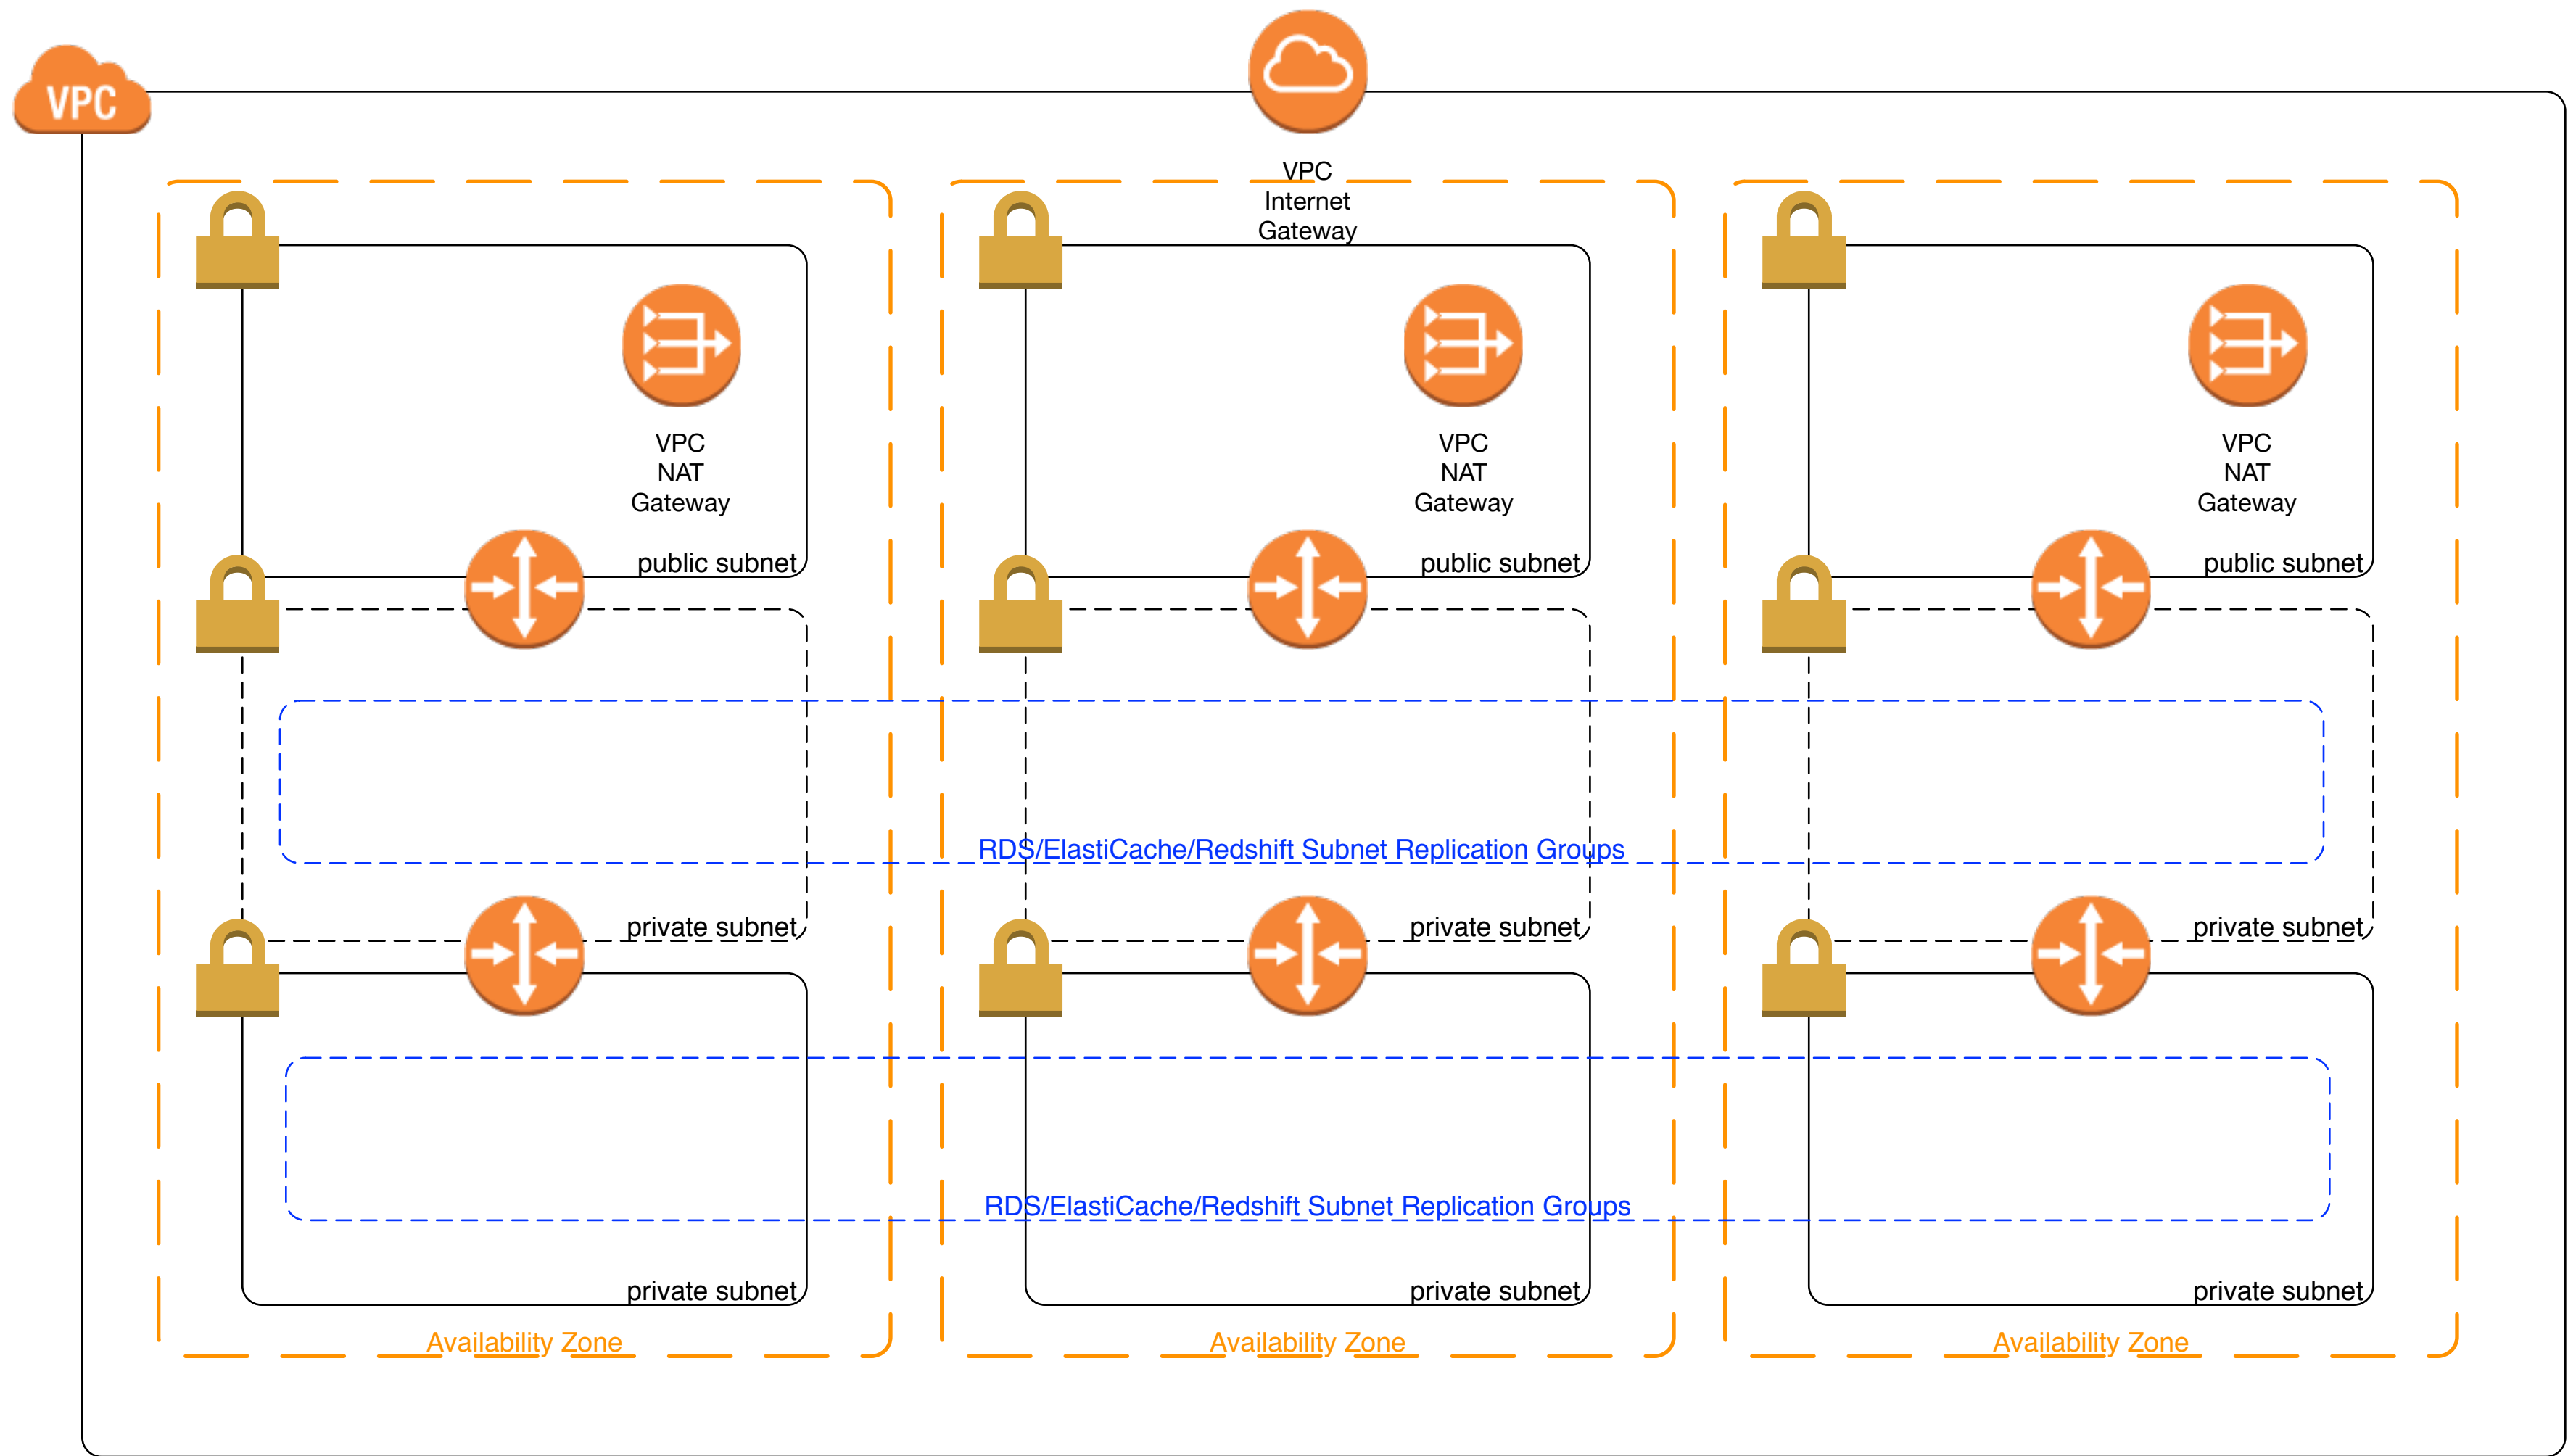 VPC
VPC
Internet
Gateway
VPC
NAT
Gateway
VPC
NAT
Gateway
VPC
NAT
Gateway
public subnet
public subnet
public subnet
RDS/ElastiCache/Redshift Subnet Replication Groups
private subnet
private subnet
private subnet
RDS/ElastiCache/Redshift Subnet Replication Groups
private subnet
private subnet
private subnet
Availability Zone
Availability Zone
Availability Zone